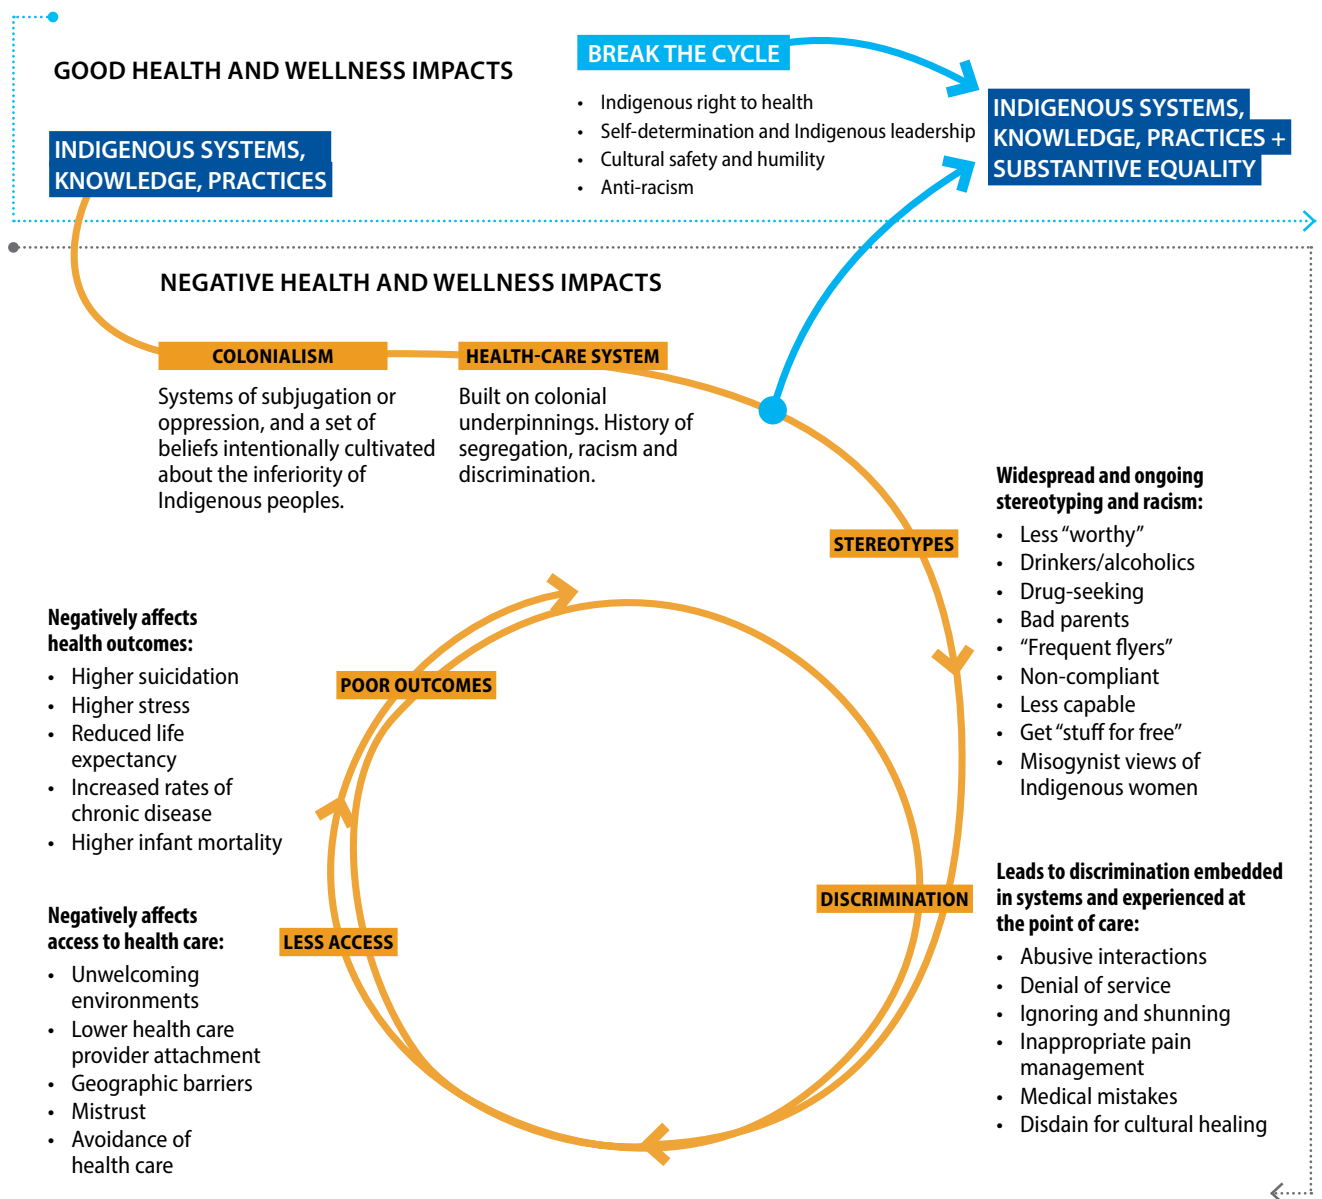 GOOD HEALTH AND WELLNESS IMPACTS
INDIGENOUS SYSTEMS,
KNOWLEDGE, PRACTICES
BREAK THE CYCLE
• Indigenous right to health
• Self-determination and Indigenous leadership
• Cultural safety and humility
• Anti-racism
INDIGENOUS SYSTEMS,
KNOWLEDGE, PRACTICES +
SUBSTANTIVE EQUALITY
NEGATIVE HEALTH AND WELLNESS IMPACTS
COLONIALISM
Systems of subjugation or
oppression, and a set of
beliefs intentionally cultivated
about the inferiority of
Indigenous peoples.
HEALTH-CARE SYSTEM
Built on colonial
underpinnings. History of
segregation, racism and
discrimination.
STEREOTYPES
Widespread and ongoing
stereotyping and racism:
• Less “worthy”
• Drinkers/alcoholics
• Drug-seeking
• Bad parents
• “Frequent flyers”
• Non-compliant
• Less capable
• Get “stuff for free”
• Misogynist views of
Indigenous women
DISCRIMINATION
Leads to discrimination embedded
in systems and experienced at
the point of care:
• Abusive interactions
• Denial of service
• Ignoring and shunning
• Inappropriate pain
management
• Medical mistakes
• Disdain for cultural healing
LESS ACCESS
Negatively affects
access to health care:
• Unwelcoming
environments
• Lower health care
provider attachment
• Geographic barriers
• Mistrust
• Avoidance of
health care
POOR OUTCOMES
Negatively affects
health outcomes:
• Higher suicidation
• Higher stress
• Reduced life
expectancy
• Increased rates of
chronic disease
• Higher infant mortality